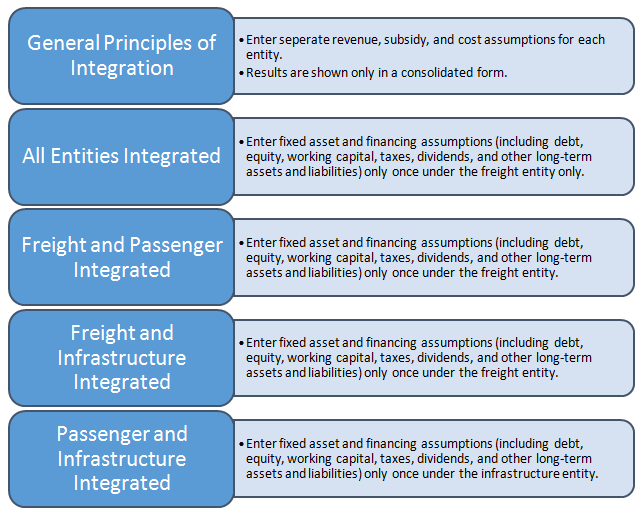 General Principles of
Integration
• Enter seperate revenue, subsidy, and cost assumptions for each
entity.
• Results are shown only in a consolidated form.
All Entities Integrated
• Enter fixed asset and financing assumptions (including debt,
equity, working capital, taxes, dividends, and other long-term
assets and liabilities) only once under the freight entity only.
Freight and Passenger
Integrated
• Enter fixed asset and financing assumptions (including debt,
equity, working capital, taxes, dividends, and other long-term
assets and liabilities) only once under the freight entity.
Freight and
Infrastructure
Integrated
• Enter fixed asset and financing assumptions (including debt,
equity, working capital, taxes, dividends, and other long-term
assets and liabilities) only once under the freight entity.
Passenger and
Infrastructure
Integrated
• Enter fixed asset and financing assumptions (including debt,
equity, working capital, taxes, dividends, and other long-term
assets and liabilities) only once under the infrastructure entity.